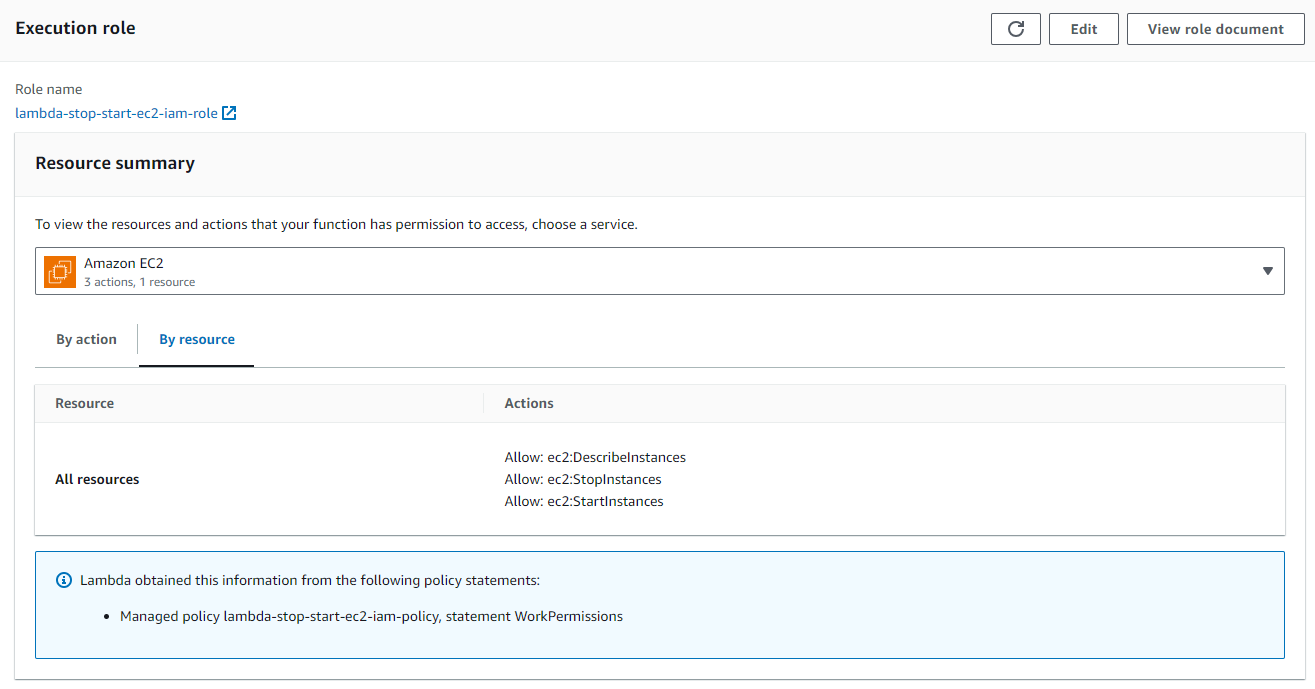 Execution role
Edit
View role document
Role name
lambda-stop-start-ec2-iam-role
Resource summary
To view the resources and actions that your function has permission to access, choose a service.
Amazon EC2
3 actions, 1 resource
By action
By resource
Resource
Actions
All resources
Allow: ec2:DescribeInstances
Allow: ec2:StopInstances
Allow: ec2:StartInstances
Lambda obtained this information from the following policy statements:
• Managed policy lambda-stop-start-ec2-iam-policy, statement WorkPermissions